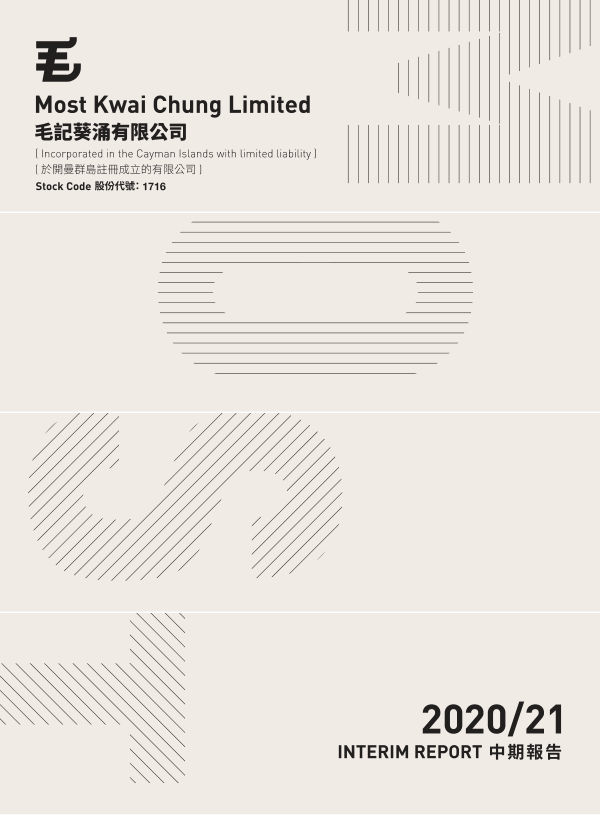 毛
Most Kwai Chung Limited
毛記葵涌有限公司
[ Incorporated in the Cayman Islands with limited liability ]
[ 於開曼群島註冊成立的有限公司 ]
Stock Code 股份代號: 1716
M
O
S
T
2020/21
INTERIM REPORT 中期報告